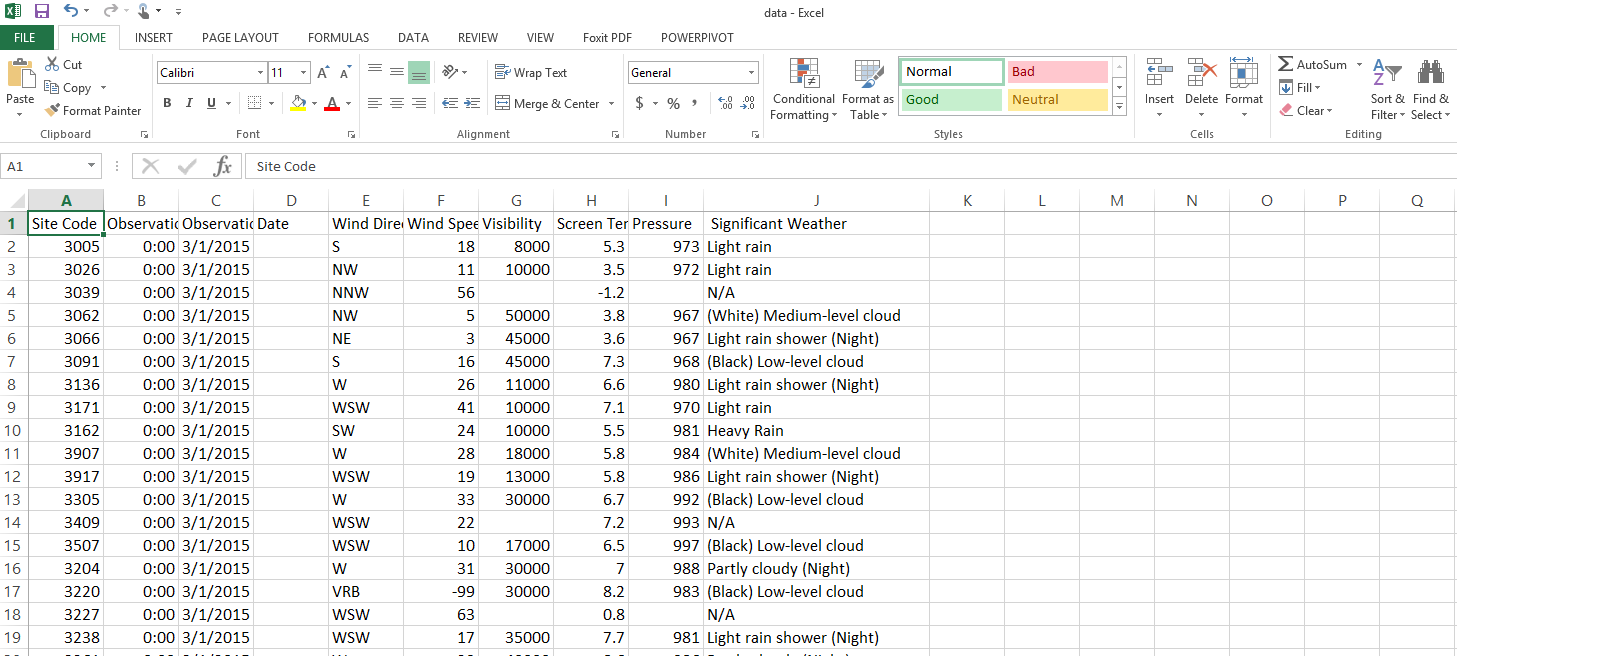 data - Excel
FILE HOME INSERT PAGE LAYOUT FORMULAS DATA REVIEW VIEW Foxit PDF POWERPIVOT
Paste
Cut
Copy
Format Painter
Clipboard
Calibri 11
B I U
Font
Wrap Text
Merge & Center
Alignment
General
$ % ,
Number
Conditional Formatting
Format as Table
Normal Bad
Good Neutral
Styles
Insert Delete Format
Cells
AutoSum
Fill
Clear
Sort & Filter
Find & Select
Editing
A1 fx Site Code
A B C D E F G H I J K L M N O P Q
1 Site Code Observatic Observatic Date Wind Direc Wind Spee Visibility Screen Ter Pressure Significant Weather
2 3005 0:00 3/1/2015 S 18 8000 5.3 973 Light rain
3 3026 0:00 3/1/2015 NW 11 10000 3.5 972 Light rain
4 3039 0:00 3/1/2015 NNW 56 -1.2 N/A
5 3062 0:00 3/1/2015 NW 5 50000 3.8 967 (White) Medium-level cloud
6 3066 0:00 3/1/2015 NE 3 45000 3.6 967 Light rain shower (Night)
7 3091 0:00 3/1/2015 S 16 45000 7.3 968 (Black) Low-level cloud
8 3136 0:00 3/1/2015 W 26 11000 6.6 980 Light rain shower (Night)
9 3171 0:00 3/1/2015 WSW 41 10000 7.1 970 Light rain
10 3162 0:00 3/1/2015 SW 24 10000 5.5 981 Heavy Rain
11 3907 0:00 3/1/2015 W 28 18000 5.8 984 (White) Medium-level cloud
12 3917 0:00 3/1/2015 WSW 19 13000 5.8 986 Light rain shower (Night)
13 3305 0:00 3/1/2015 W 33 30000 6.7 992 (Black) Low-level cloud
14 3409 0:00 3/1/2015 WSW 22 7.2 993 N/A
15 3507 0:00 3/1/2015 WSW 10 17000 6.5 997 (Black) Low-level cloud
16 3204 0:00 3/1/2015 W 31 30000 7 988 Partly cloudy (Night)
17 3220 0:00 3/1/2015 VRB -99 30000 8.2 983 (Black) Low-level cloud
18 3227 0:00 3/1/2015 WSW 63 0.8 N/A
19 3238 0:00 3/1/2015 WSW 17 35000 7.7 981 Light rain shower (Night)